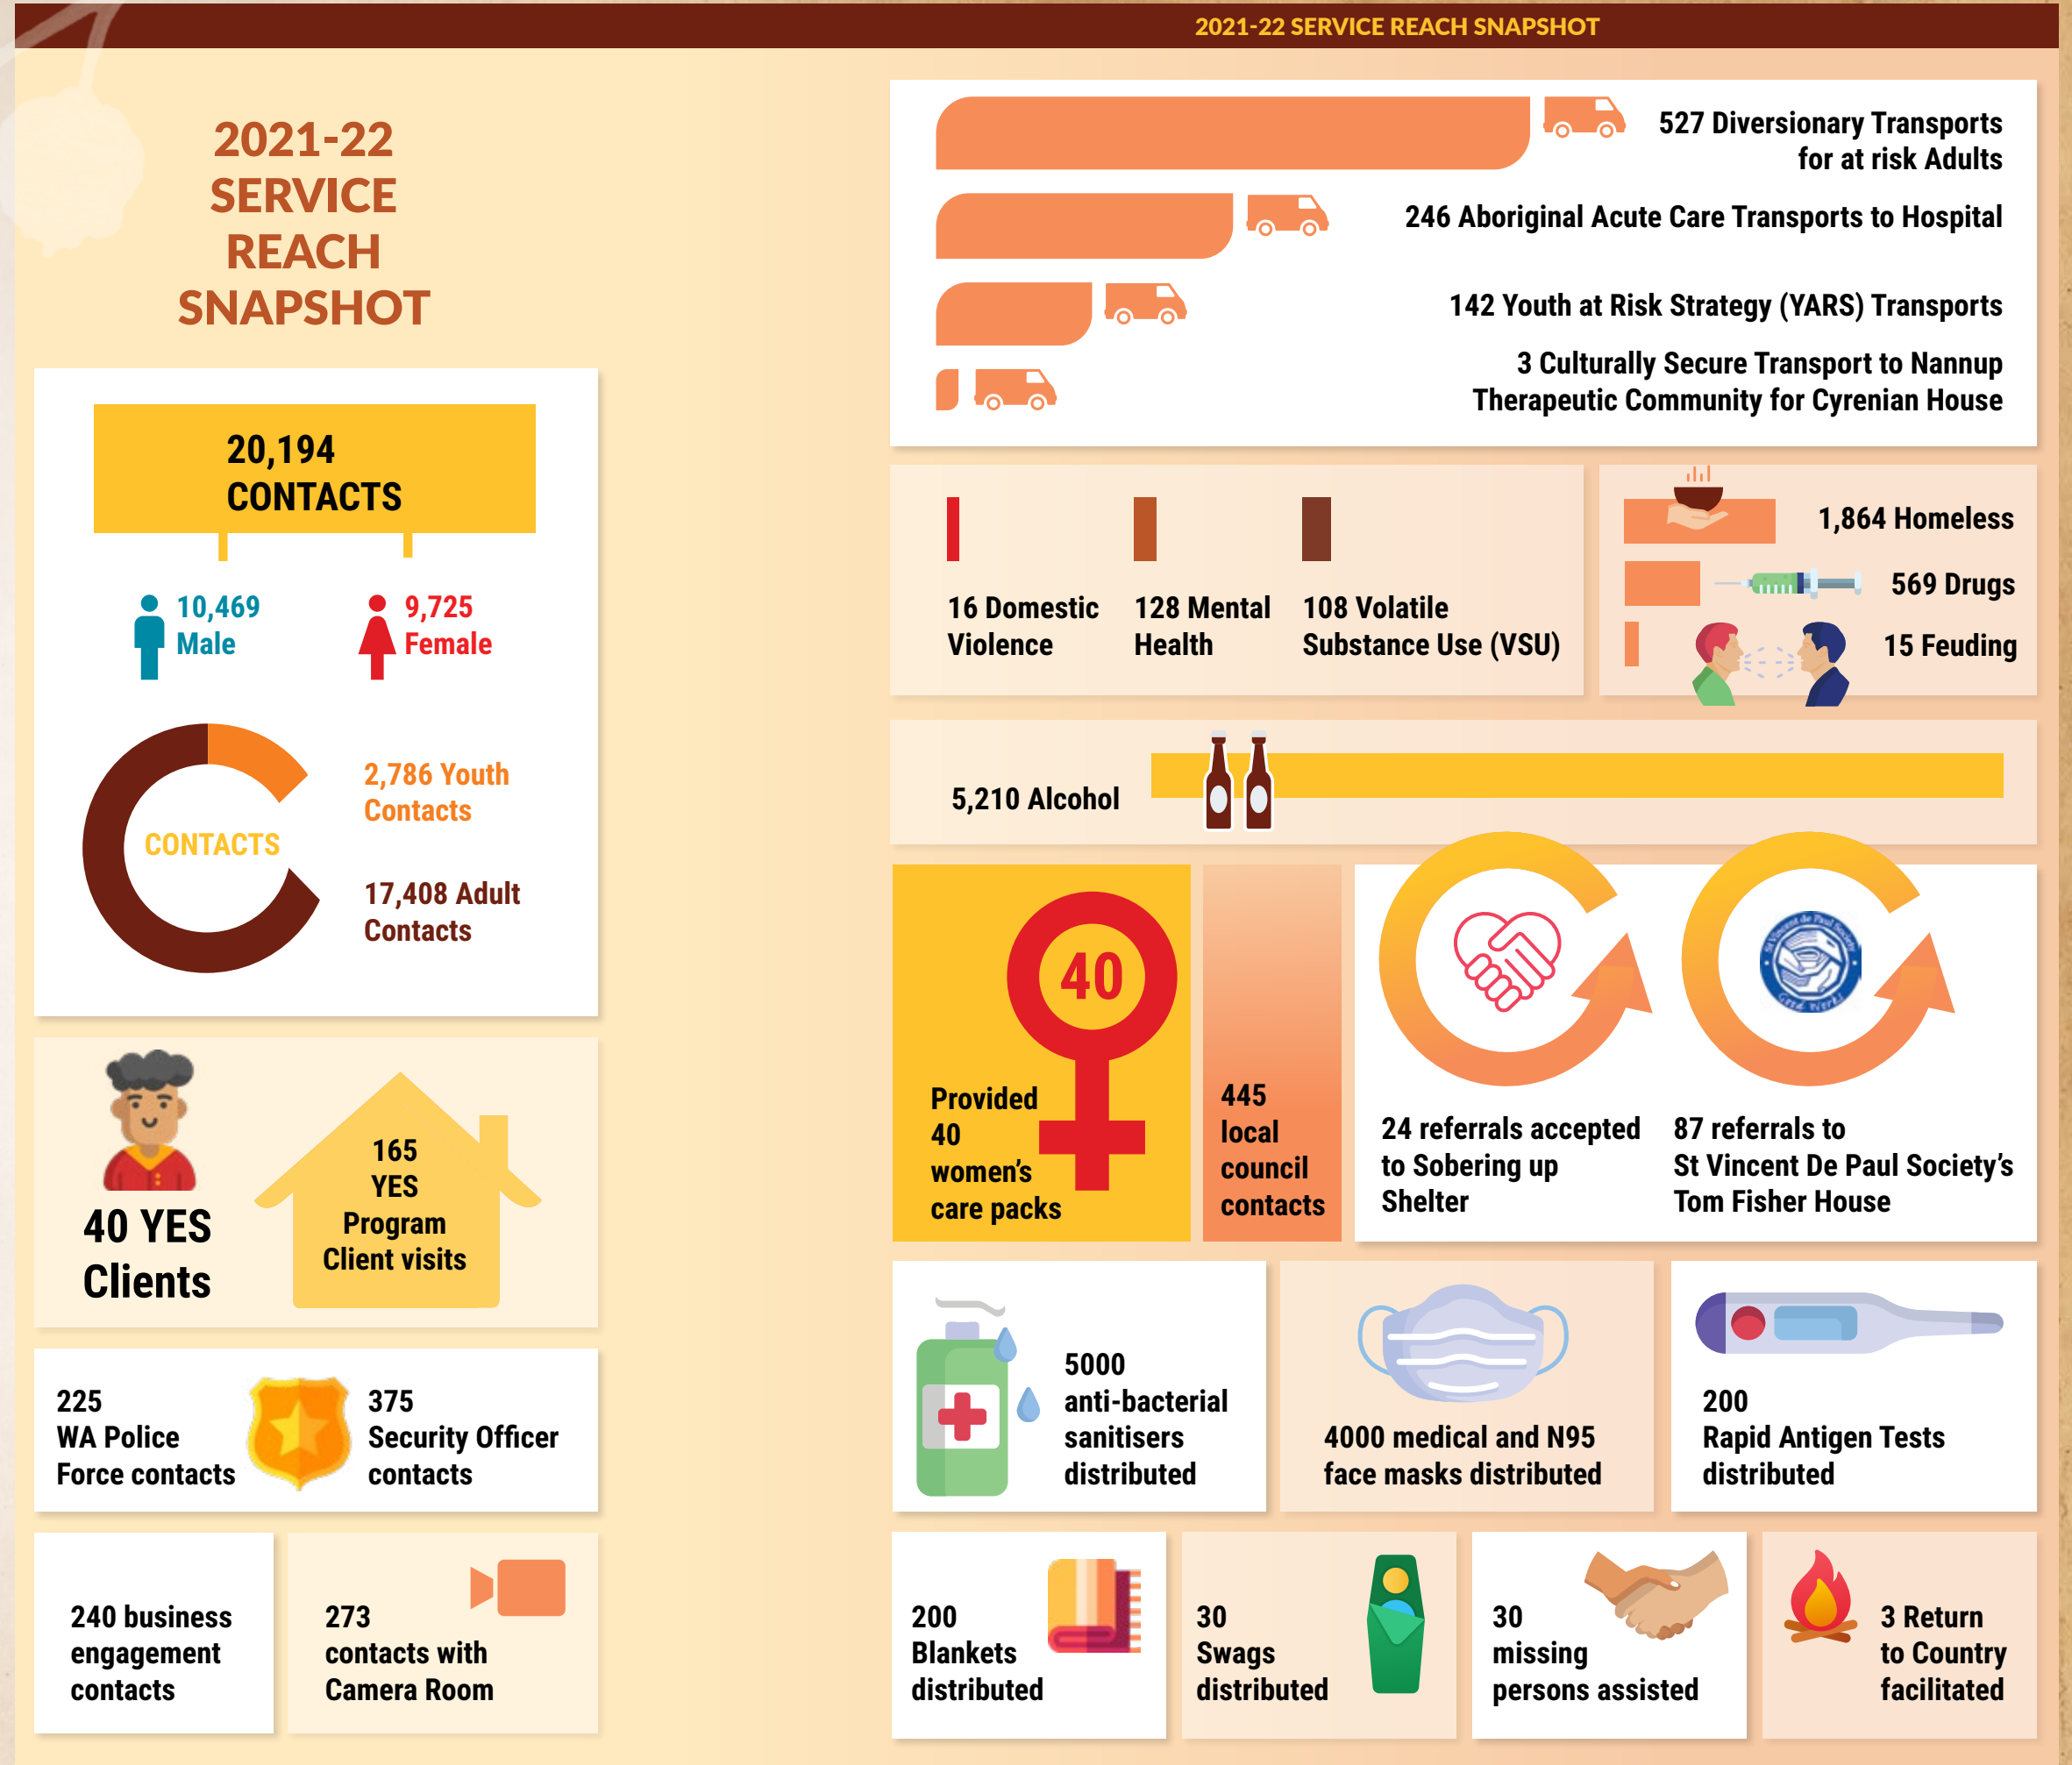 2021-22 SERVICE REACH SNAPSHOT
2021-22
SERVICE
REACH
SNAPSHOT
20,194
CONTACTS
10,469
Male
9,725
Female
CONTACTS
2,786 Youth
Contacts
17,408 Adult
Contacts
40 YES
Clients
165
YES
Program
Client visits
225
WA Police
Force contacts
375
Security Officer
contacts
240 business
engagement
contacts
273
contacts with
Camera Room
527 Diversionary Transports
for at risk Adults
246 Aboriginal Acute Care Transports to Hospital
142 Youth at Risk Strategy (YARS) Transports
3 Culturally Secure Transport to Nannup
Therapeutic Community for Cyrenian House
16 Domestic
Violence
128 Mental
Health
108 Volatile
Substance Use (VSU)
1,864 Homeless
569 Drugs
15 Feuding
5,210 Alcohol
40
Provided
40
women’s
care packs
445
local
council
contacts
24 referrals accepted
to Sobering up
Shelter
St Vincent de Paul Society
Good Works
87 referrals to
St Vincent De Paul Society’s
Tom Fisher House
5000
anti-bacterial
sanitisers
distributed
4000 medical and N95
face masks distributed
200
Rapid Antigen Tests
distributed
200
Blankets
distributed
30
Swags
distributed
30
missing
persons assisted
3 Return
to Country
facilitated